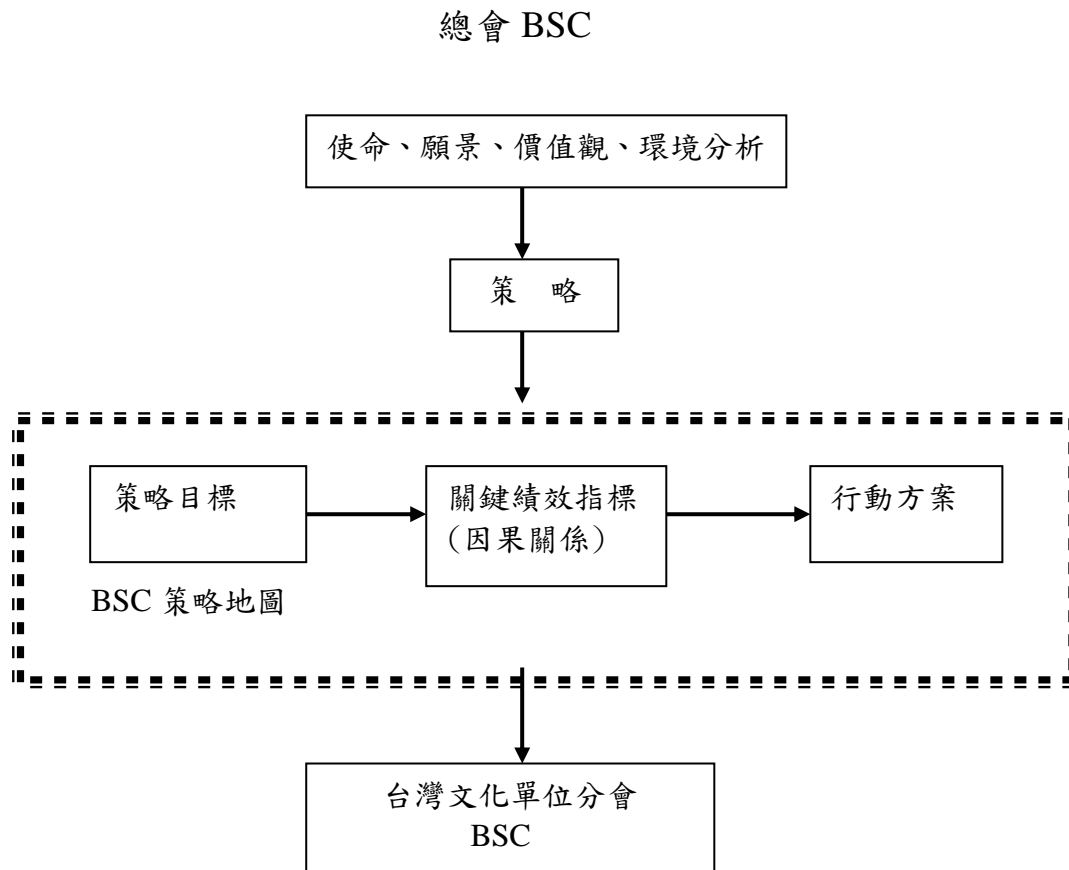 總會 BSC
使命、願景、價值觀、環境分析
策 略
策略目標
關鍵績效指標
(因果關係)
行動方案
BSC 策略地圖
台灣文化單位分會
BSC